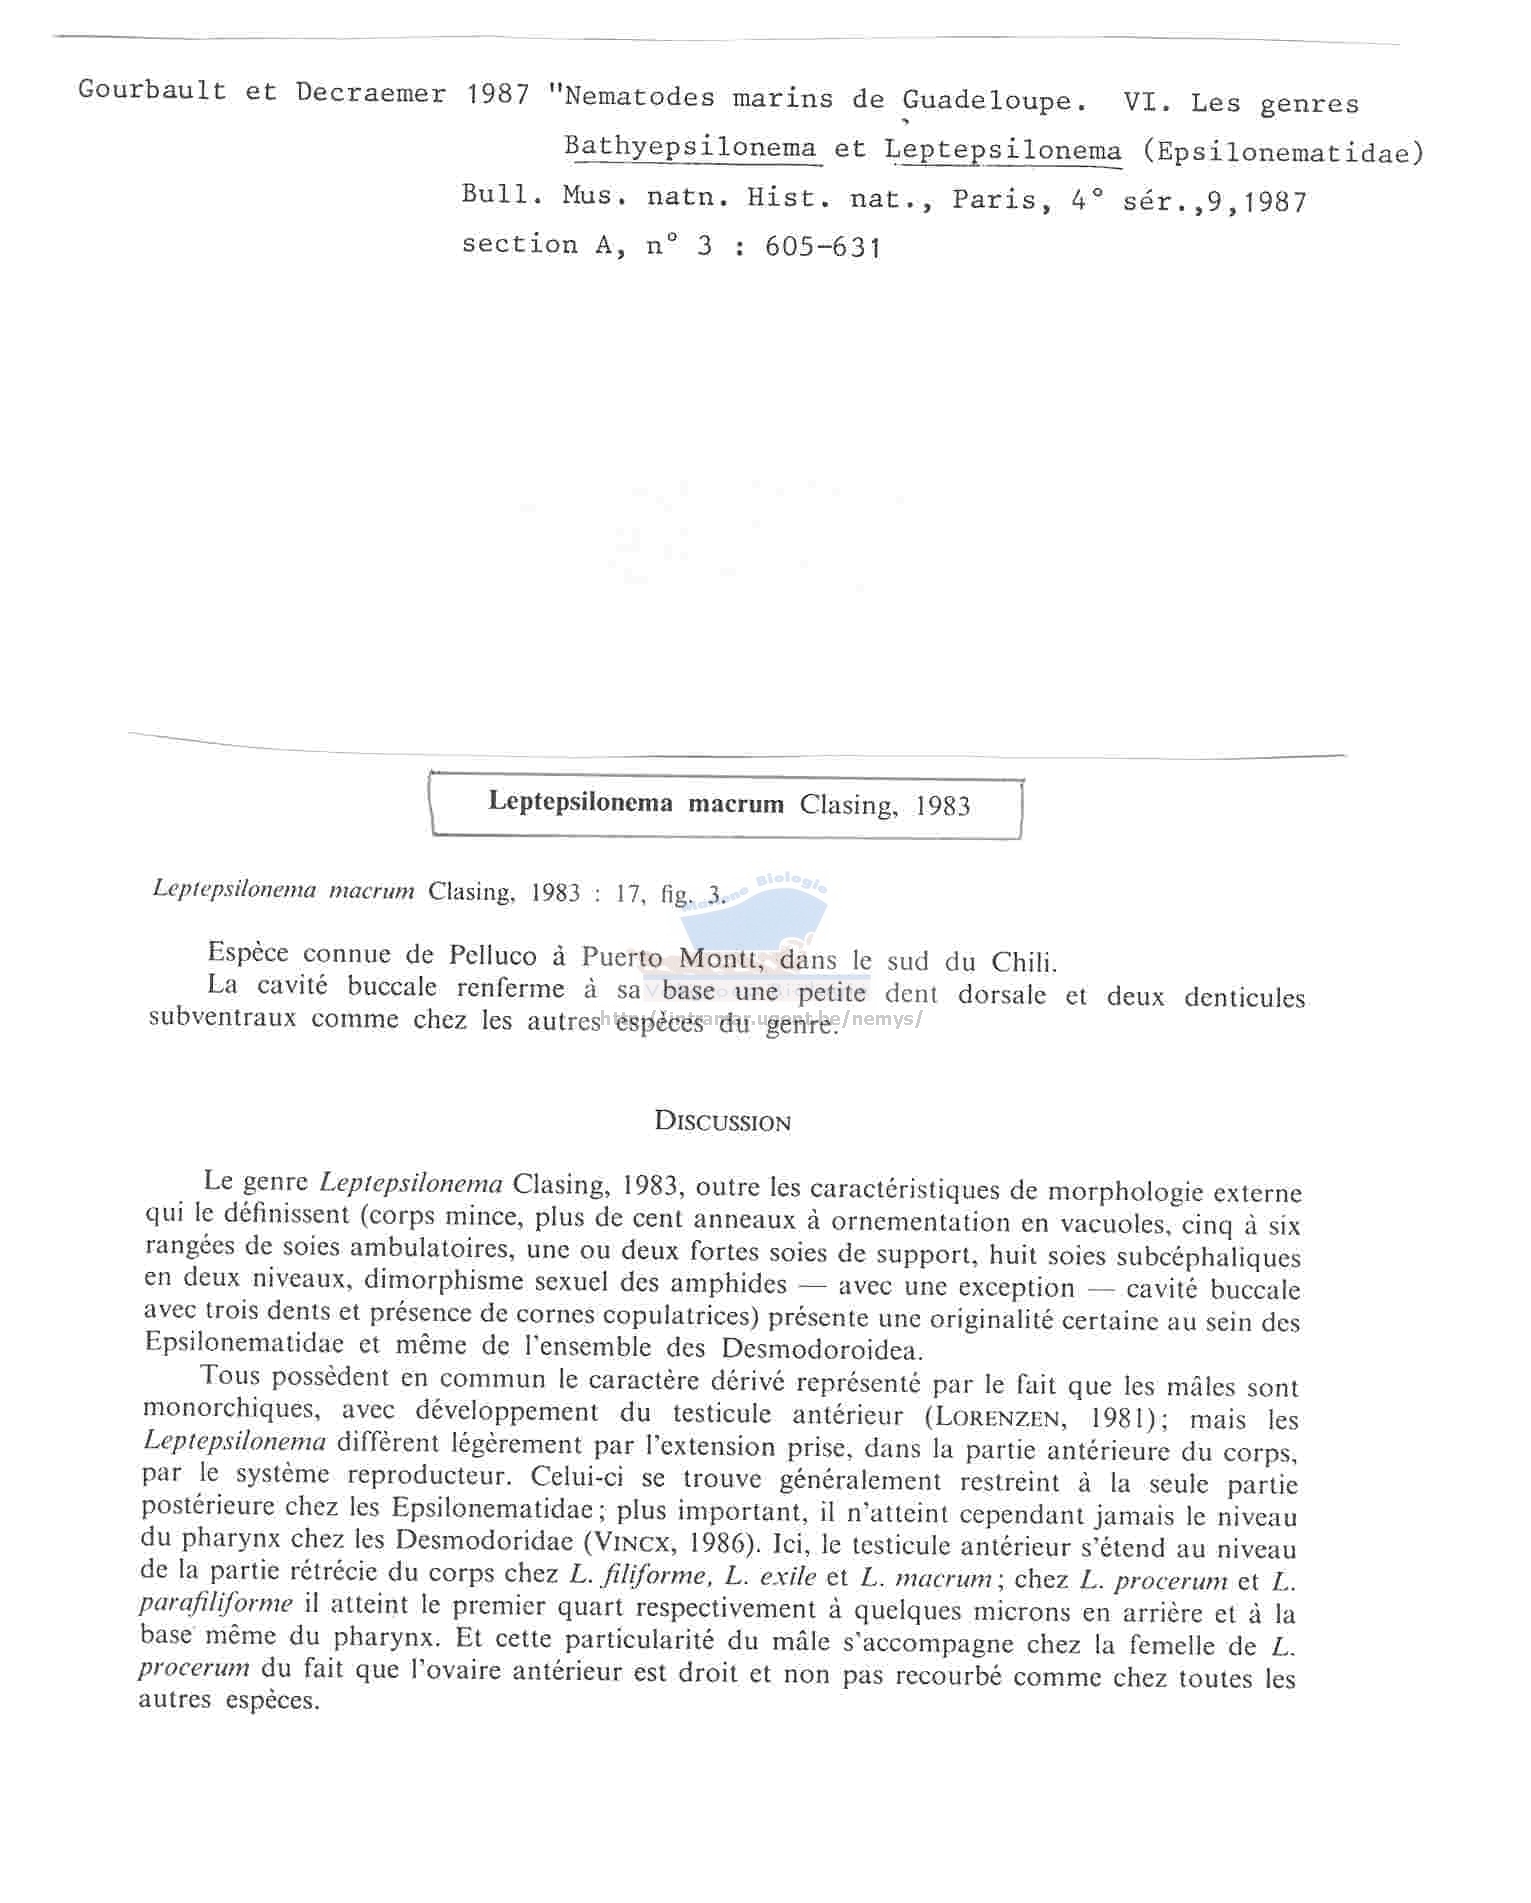 Gourbault et Decraemer 1987 "Nematodes marins de Guadeloupe. VI. Les genres
Bathyepsilonema et Leptepsilonema (Epsilonematidae)
Bull. Mus. natn. Hist. nat., Paris, 4° sér.,9,1987
section A, n° 3 : 605-631
Leptepsilonema macrum Clasing, 1983
Leptepsilonema macrum Clasing, 1983 : 17, fig. 3.
Biologie
Espèce connue de Pelluco à Puerto Montt, dans le sud du Chili.
La cavité buccale renferme à sa base une petite dent dorsale et deux denticules
subventraux comme chez les autres espèces du genre.
http://intramar.ugent.be/nemys/
DISCUSSION
Le genre Leptepsilonema Clasing, 1983, outre les caractéristiques de morphologie externe
qui le définissent (corps mince, plus de cent anneaux à ornementation en vacuoles, cinq à six
rangées de soies ambulatoires, une ou deux fortes soies de support, huit soies subcéphaliques
en deux niveaux, dimorphisme sexuel des amphides — avec une exception — cavité buccale
avec trois dents et présence de cornes copulatrices) présente une originalité certaine au sein des
Epsilonematidae et même de l'ensemble des Desmodoroidea.
Tous possèdent en commun le caractère dérivé représenté par le fait que les mâles sont
monorchiques, avec développement du testicule antérieur (LORENZEN, 1981); mais les
Leptepsilonema diffèrent légèrement par l'extension prise, dans la partie antérieure du corps,
par le système reproducteur. Celui-ci se trouve généralement restreint à la seule partie
postérieure chez les Epsilonematidae; plus important, il n'atteint cependant jamais le niveau
du pharynx chez les Desmodoridae (VINCX, 1986). Ici, le testicule antérieur s'étend au niveau
de la partie rétrécie du corps chez L. filiforme, L. exile et L. macrum; chez L. procerum et L.
parafiliforme il atteint le premier quart respectivement à quelques microns en arrière et à la
base même du pharynx. Et cette particularité du mâle s'accompagne chez la femelle de L.
procerum du fait que l'ovaire antérieur est droit et non pas recourbé comme chez toutes les
autres espèces.